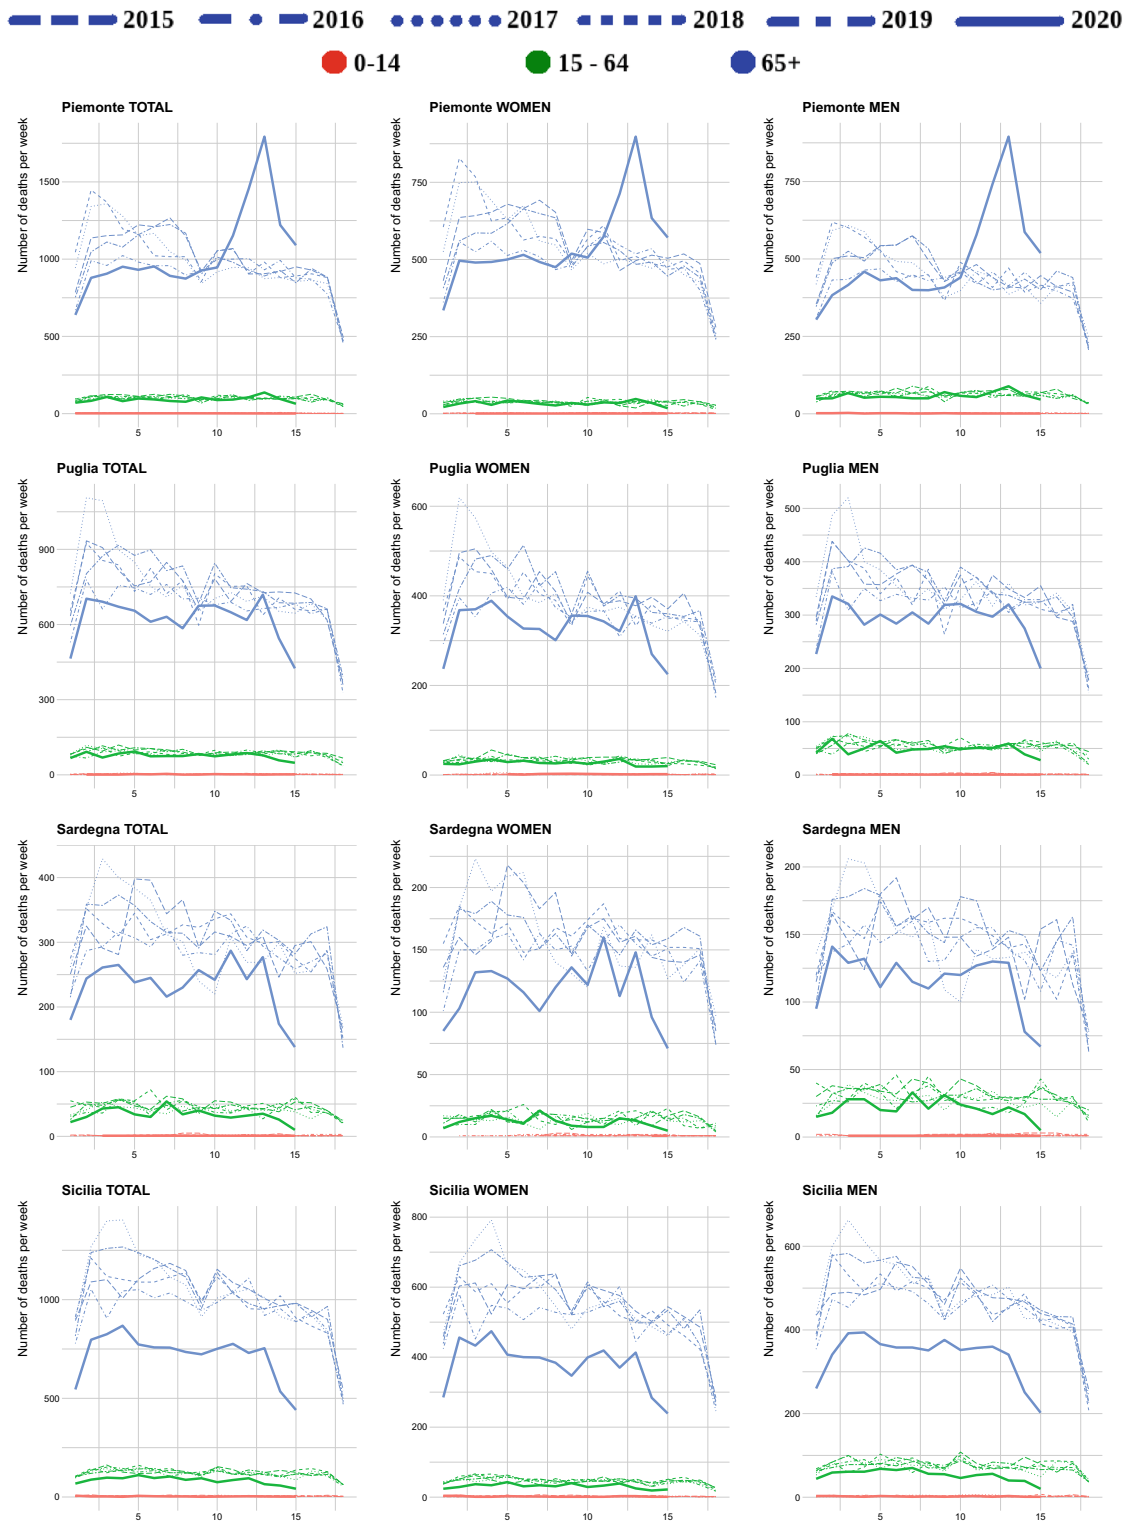 2015 2016 2017 2018 2019 2020
0-14 15 - 64 65+
Piemonte TOTAL Piemonte WOMEN Piemonte MEN
Number of deaths per week Number of deaths per week Number of deaths per week
1500 750 750
1000 500 500
500 250 250
0 0 0
5 10 15 5 10 15 5 10 15
Puglia TOTAL Puglia WOMEN Puglia MEN
Number of deaths per week Number of deaths per week Number of deaths per week
900 600 300 0
600 400 200 0
500 400 300 200 100 0
5 10 15 5 10 15 5 10 15
Sardegna TOTAL Sardegna WOMEN Sardegna MEN
Number of deaths per week Number of deaths per week Number of deaths per week
400 300 200 100 0
200 150 100 50 0
200 150 100 50 0
5 10 15 5 10 15 5 10 15
Sicilia TOTAL Sicilia WOMEN Sicilia MEN
Number of deaths per week Number of deaths per week Number of deaths per week
1000 500 0
800 600 400 200 0
600 400 200 0
5 10 15 5 10 15 5 10 15